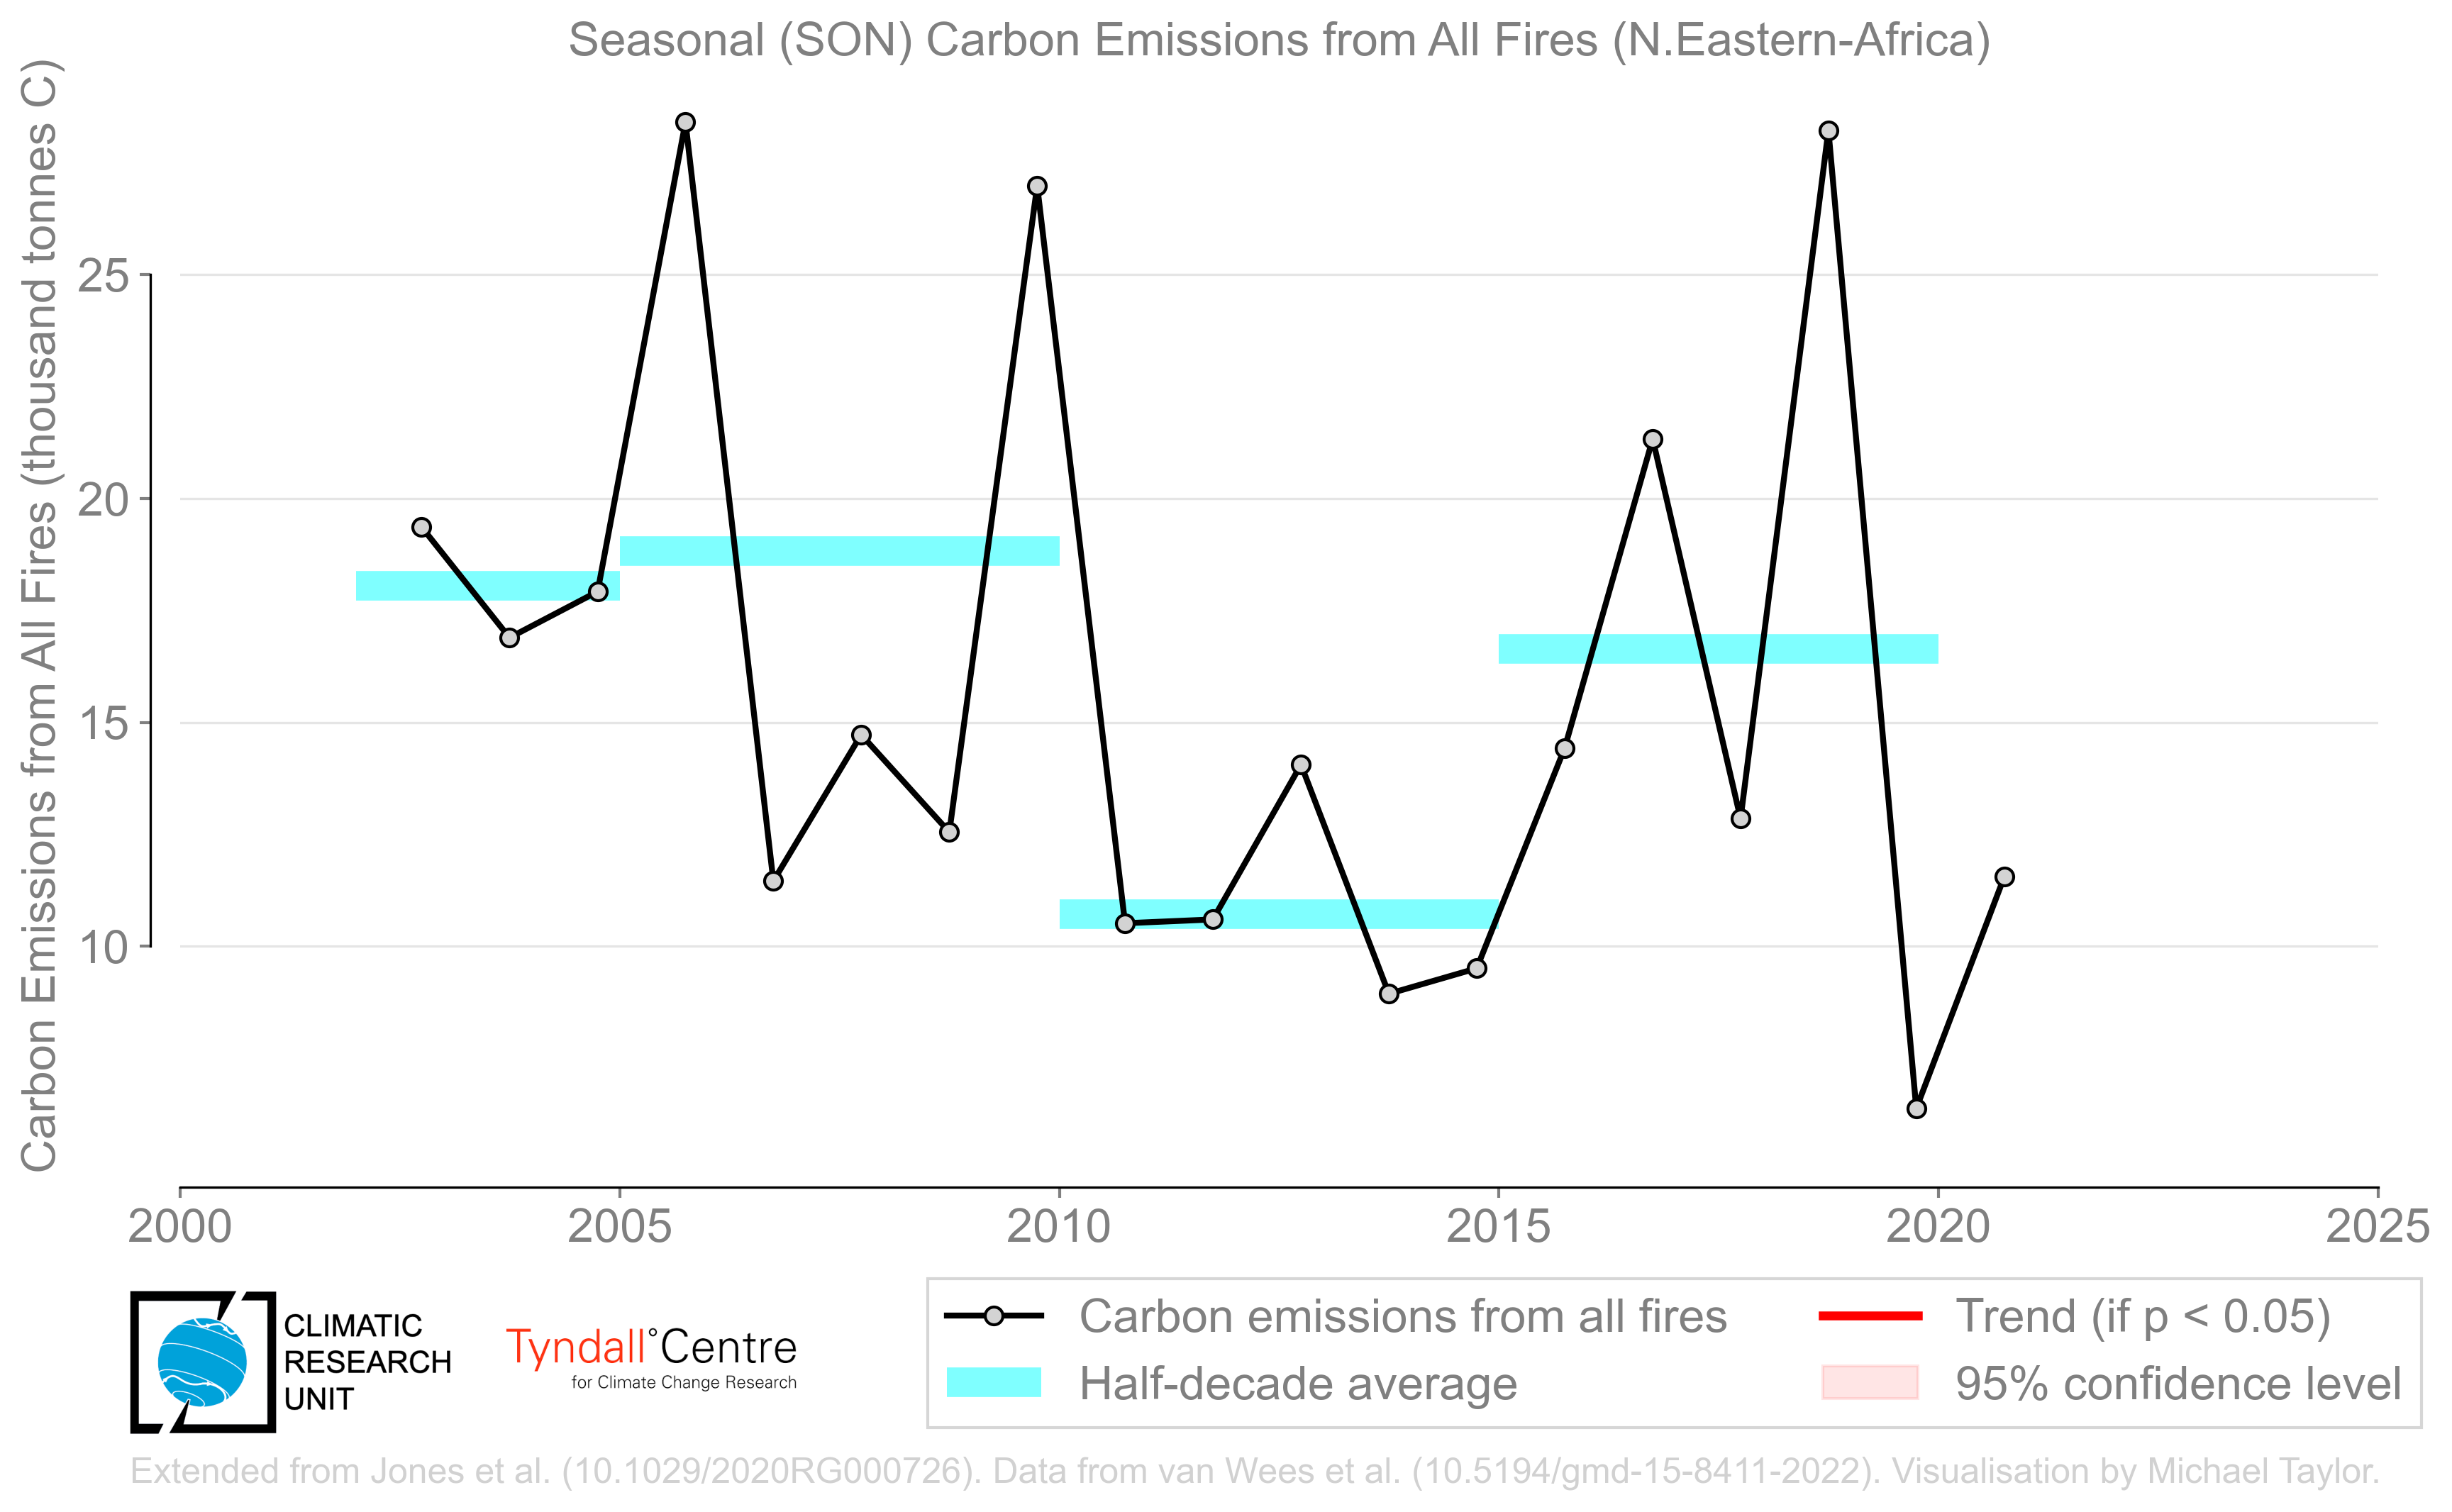 Seasonal (SON) Carbon Emissions from All Fires (N.Eastern-Africa)
Carbon Emissions from All Fires (thousand tonnes C)
25
20
15
10
2000
2005
2010
2015
2020
2025
CLIMATIC
RESEARCH
UNIT
Tyndall°Centre
for Climate Change Research
Carbon emissions from all fires
Half-decade average
Trend (if p < 0.05)
95% confidence level
Extended from Jones et al. (10.1029/2020RG000726). Data from van Wees et al. (10.5194/gmd-15-8411-2022). Visualisation by Michael Taylor.